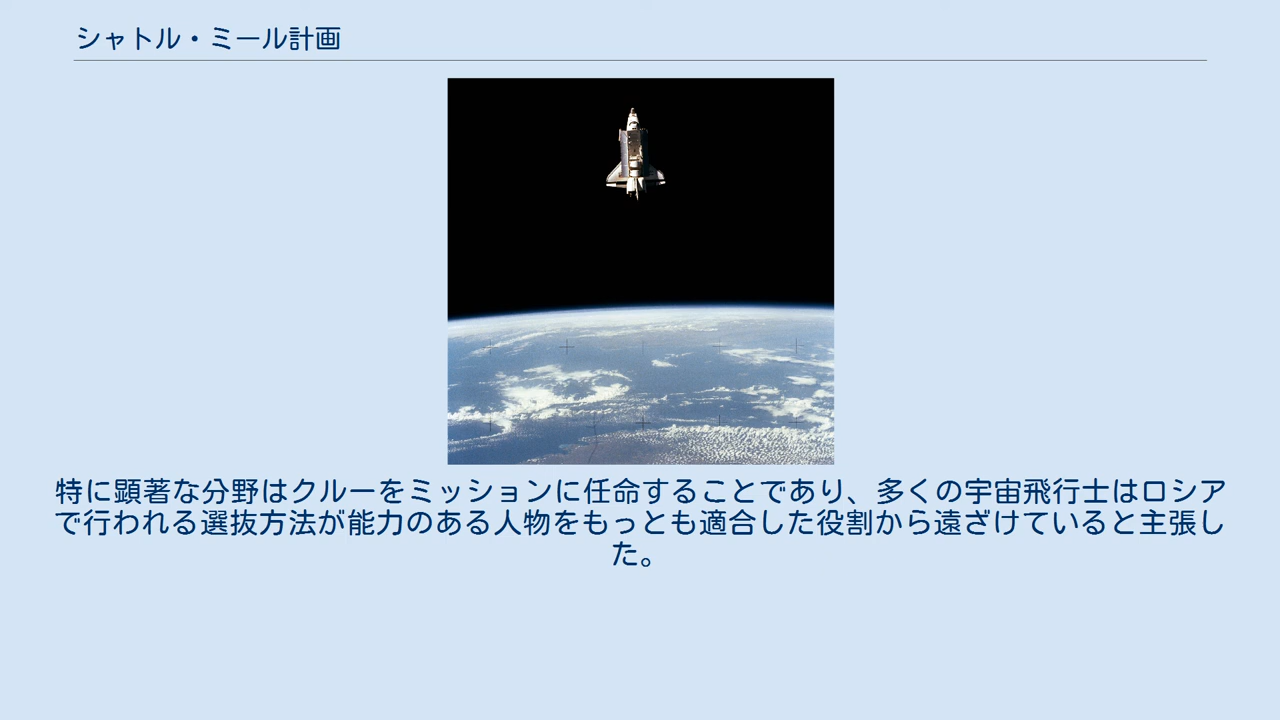 シャトル・ミール計画
特に顕著な分野はクルーをミッションに任命することであり、多くの宇宙飛行士はロシア
で行われる選抜方法が能力のある人物をもっとも適合した役割から遠ざけていると主張し
た。